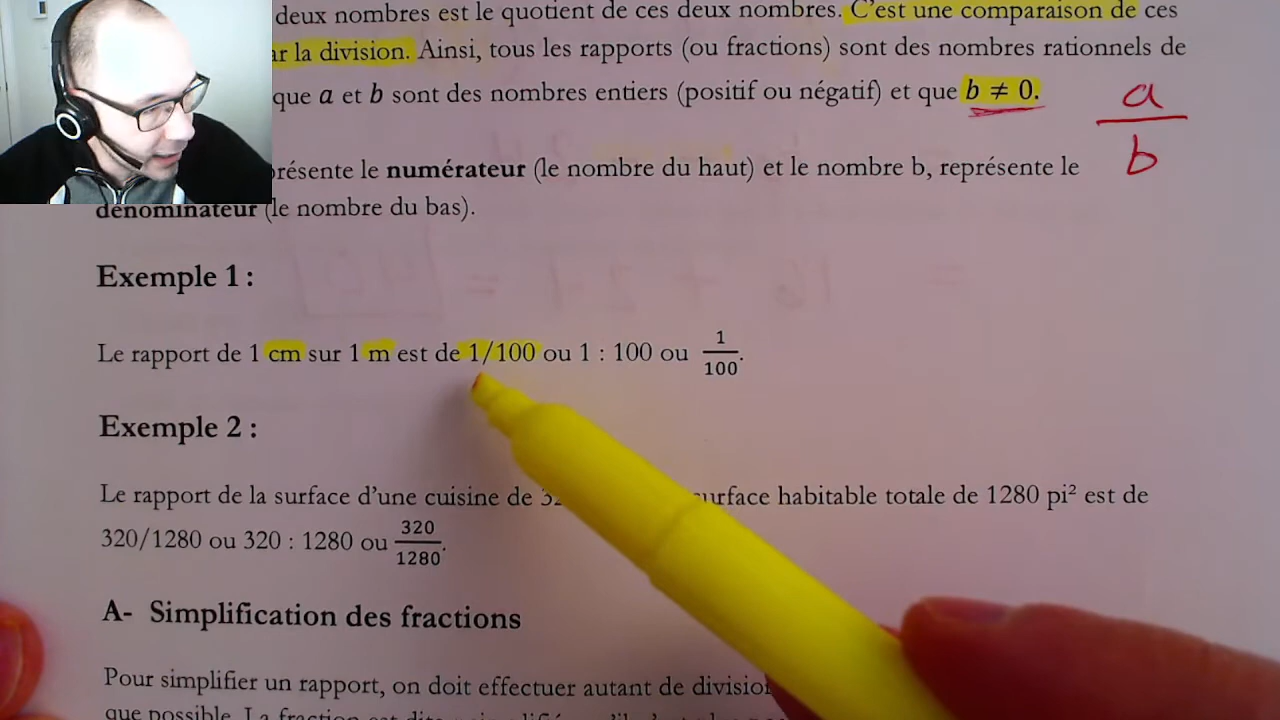 deux nombres est le quotient de ces deux nombres. C'est une comparaison de ces
la division. Ainsi, tous les rapports (ou fractions) sont des nombres rationnels de
que a et b sont des nombres entiers (positif ou négatif) et que b ≠ 0.
a
b
le numérateur (le nombre du haut) et le nombre b, représente le
dénominateur (le nombre du bas).
Exemple 1 :
Le rapport de 1 cm sur 1 m est de 1/100 ou 1 : 100 ou 1/100.
Exemple 2 :
Le rapport de la surface d'une cuisine de habitable totale de 1280 pi² est de
320/1280 ou 320 : 1280 ou 320/1280.
A- Simplification des fractions
Pour simplifier un rapport, on doit effectuer autant de
que possible. La fraction est